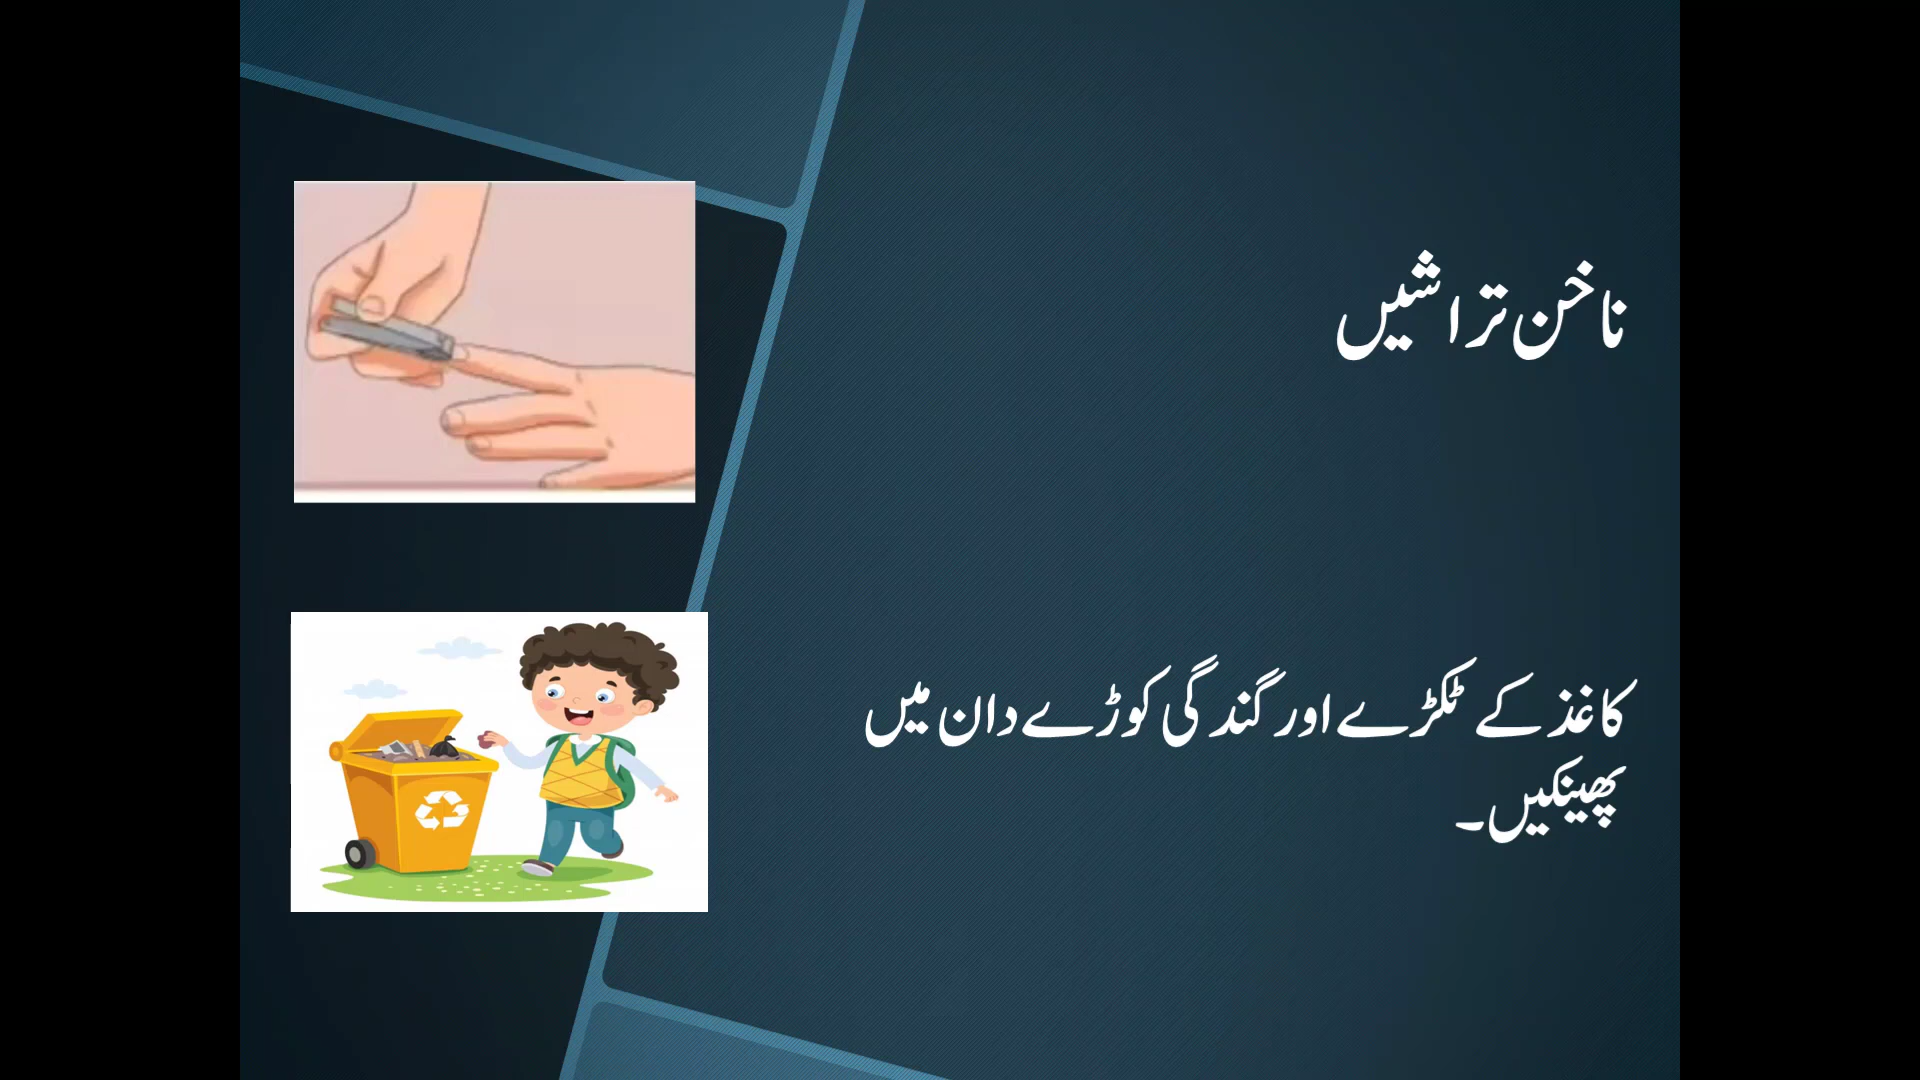 ناخن تراشیں
کاغذ کے ٹکڑے اور گندگی کوڑے دان میں
پھینکیں۔